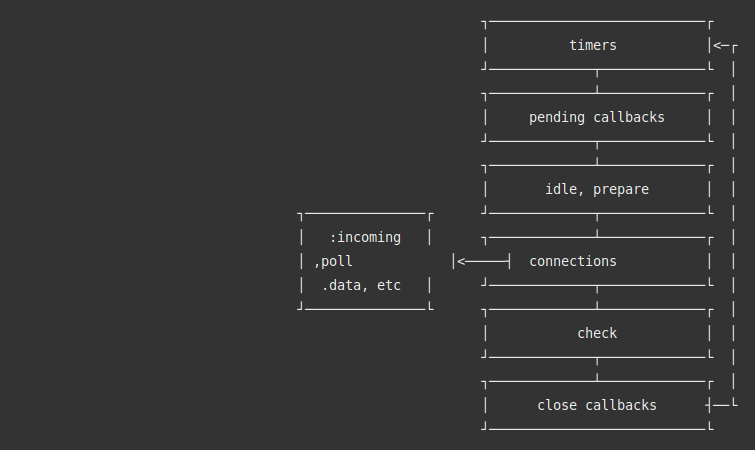 timers
pending callbacks
idle, prepare
:incoming
,poll
connections
.data, etc
check
close callbacks